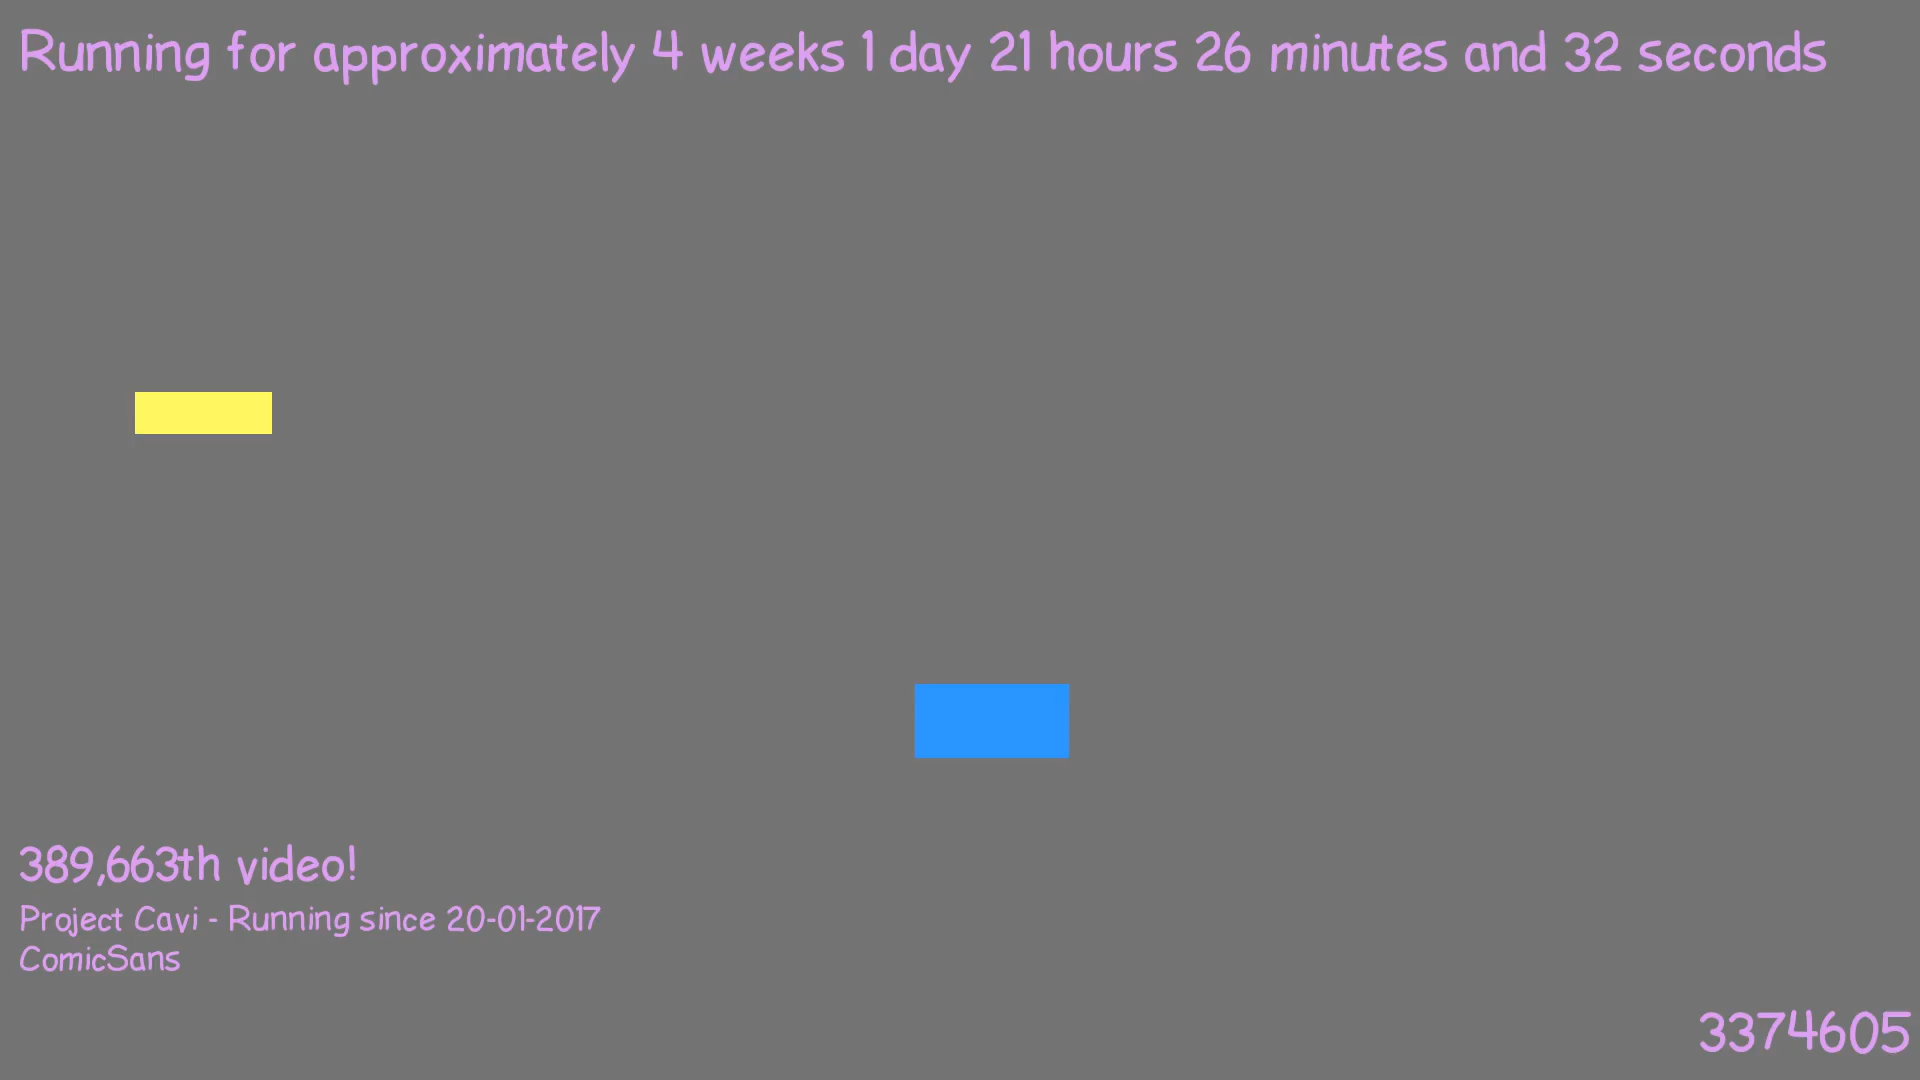 Running for approximately 4 weeks 1 day 21 hours 26 minutes and 32 seconds
389,663th video!
Project Cavi - Running since 20-01-2017
ComicSans
3374605